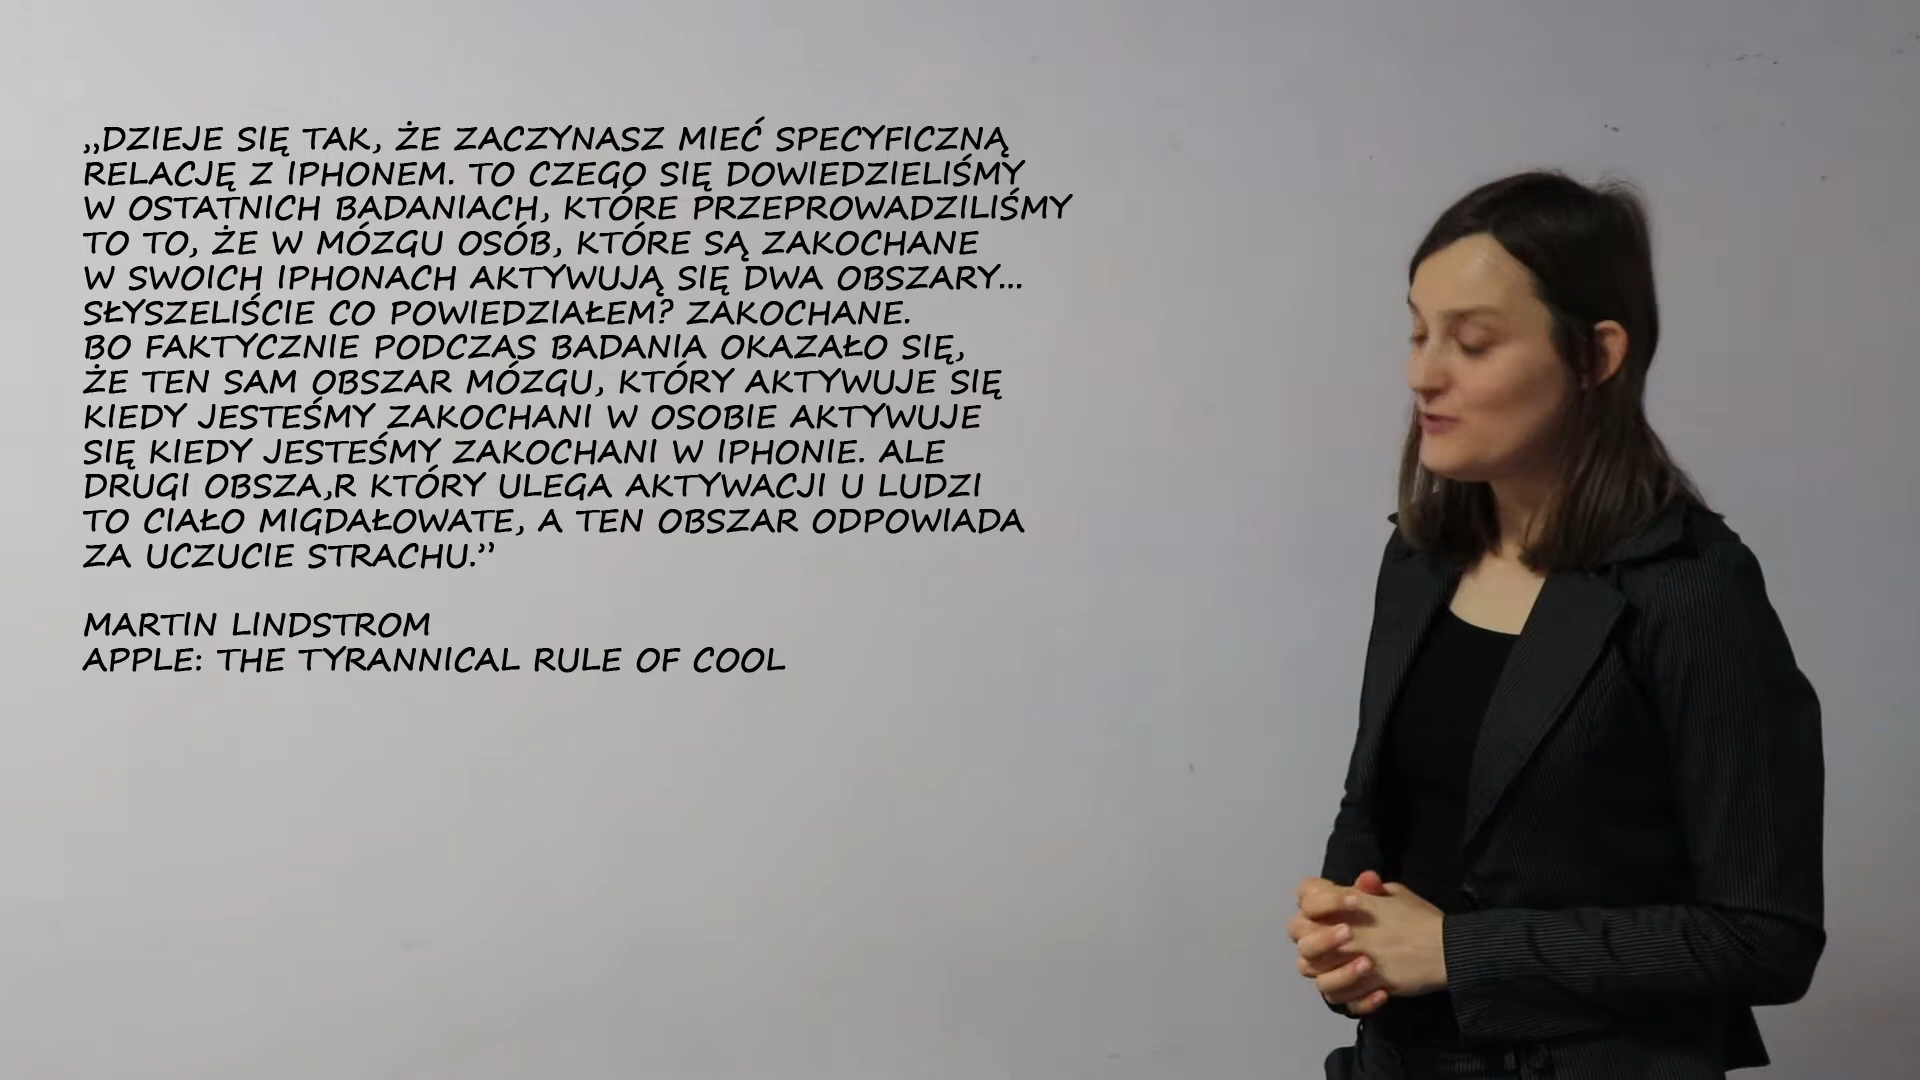 „DZIEJE SIĘ TAK, ŻE ZACZYNASZ MIEĆ SPECYFICZNĄ
RELACJĘ Z IPHONEM. TO CZEGO SIĘ DOWIEDZIELIŚMY
W OSTATNICH BADANIACH, KTÓRE PRZEPROWADZILIŚMY
TO TO, ŻE W MÓZGU OSÓB, KTÓRE SĄ ZAKOCHANE
W SWOICH IPHONACH AKTYWUJĄ SIĘ DWA OBSZARY...
SŁYSZELIŚCIE CO POWIEDZIAŁEM? ZAKOCHANE.
BO FAKTYCZNIE PODCZAS BADANIA OKAZAŁO SIĘ,
ŻE TEN SAM OBSZAR MÓZGU, KTÓRY AKTYWUJE SIĘ
KIEDY JESTEŚMY ZAKOCHANI W OSOBIE AKTYWUJE
SIĘ KIEDY JESTEŚMY ZAKOCHANI W IPHONIE. ALE
DRUGI OBSZA,R KTÓRY ULEGA AKTYWACJI U LUDZI
TO CIAŁO MIGDAŁOWATE, A TEN OBSZAR ODPOWIADA
ZA UCZUCIE STRACHU.”
MARTIN LINDSTROM
APPLE: THE TYRANNICAL RULE OF COOL